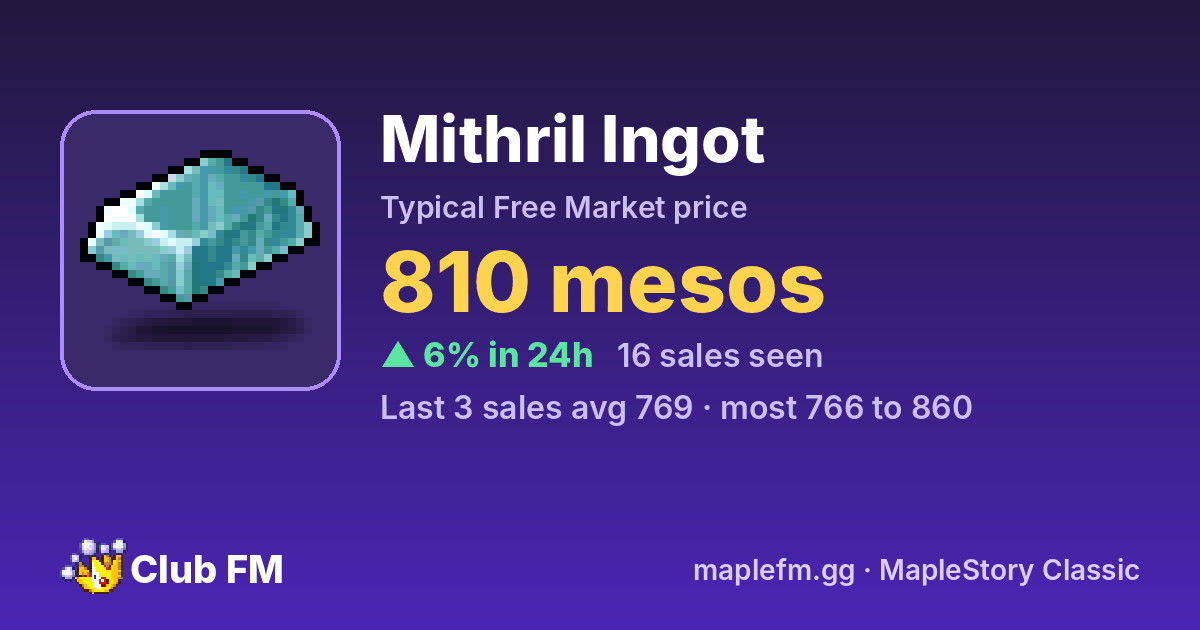 Mithril Ingot
Typical Free Market price
810 mesos
▲ 6% in 24h 16 sales seen
Last 3 sales avg 769 · most 766 to 860
Club FM
maplefm.gg · MapleStory Classic